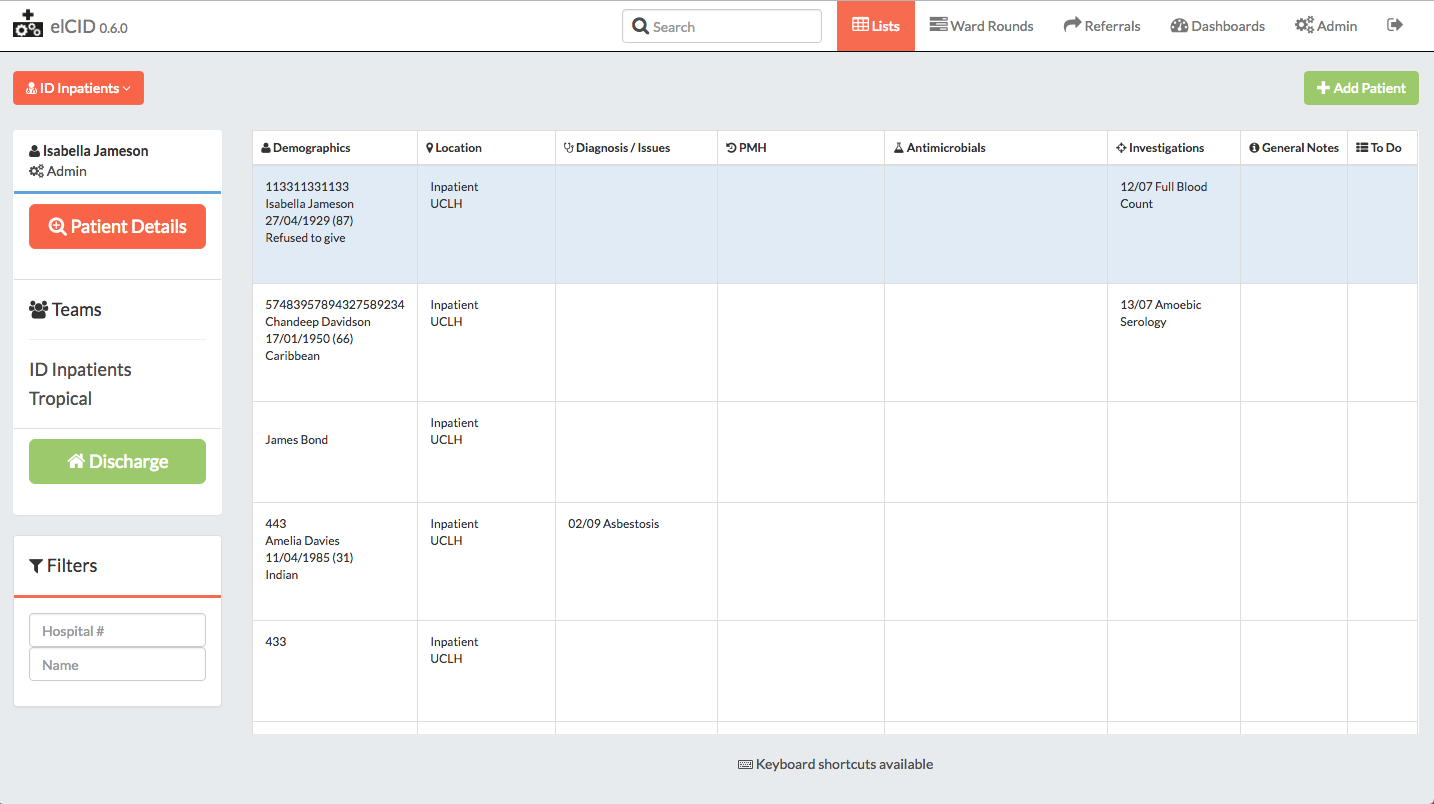 elCID 0.6.0
Search
Lists
Ward Rounds
Referrals
Dashboards
Admin
ID Inpatients
Add Patient
Isabella Jameson
Admin
Patient Details
Teams
ID Inpatients
Tropical
Discharge
Filters
Hospital #
Name
Demographics
Location
Diagnosis / Issues
PMH
Antimicrobials
Investigations
General Notes
To Do
113311331133
Isabella Jameson
27/04/1929 (87)
Refused to give
Inpatient
UCLH
12/07 Full Blood
Count
57483957894327589234
Chandeep Davidson
17/01/1950 (66)
Caribbean
Inpatient
UCLH
13/07 Amoebic
Serology
James Bond
Inpatient
UCLH
443
Amelia Davies
11/04/1985 (31)
Indian
Inpatient
UCLH
02/09 Asbestosis
433
Inpatient
UCLH
Keyboard shortcuts available